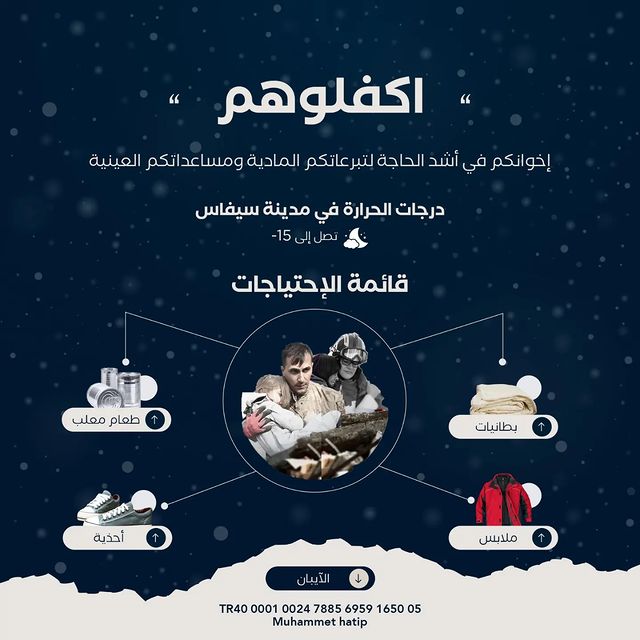 “ اكفلوهم “
إخوانكم في أشد الحاجة لتبرعاتكم المادية ومساعداتكم العينية
درجات الحرارة في مدينة سيفاس
تصل إلى 15-
قائمة الإحتياجات
طعام معلب
بطانيات
أحذية
ملابس
الآيبان
TR40 0001 0024 7885 6959 1650 05
Muhammet hatip